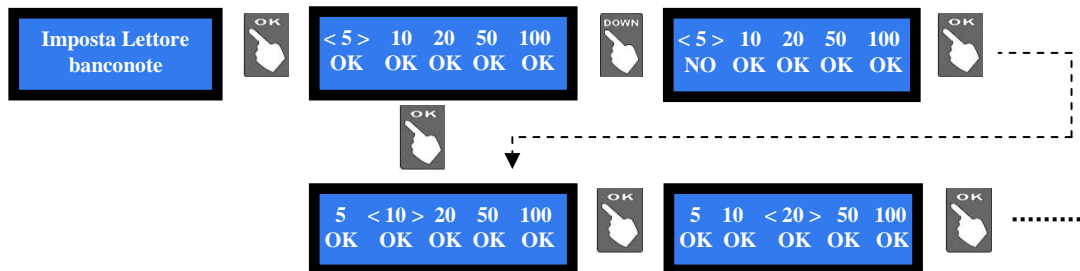 Imposta Lettore
banconote
OK
< 5 > 10 20 50 100
OK OK OK OK OK
DOWN
< 5 > 10 20 50 100
NO OK OK OK OK
OK
OK
5 < 10 > 20 50 100
OK OK OK OK OK
OK
5 10 < 20 > 50 100
OK OK OK OK OK
OK